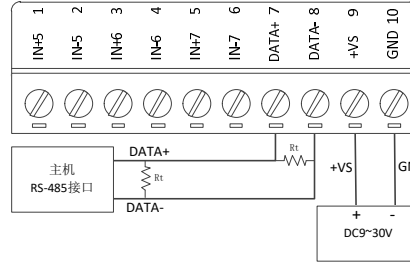 IN+5 1
IN-5 2
IN+6 3
IN-6 4
IN+7 5
IN-7 6
DATA+ 7
DATA- 8
+VS 9
GND 10
DATA+
Rt
Rt
DATA-
主机
RS-485接口
+VS
GN
+ -
DC9~30V